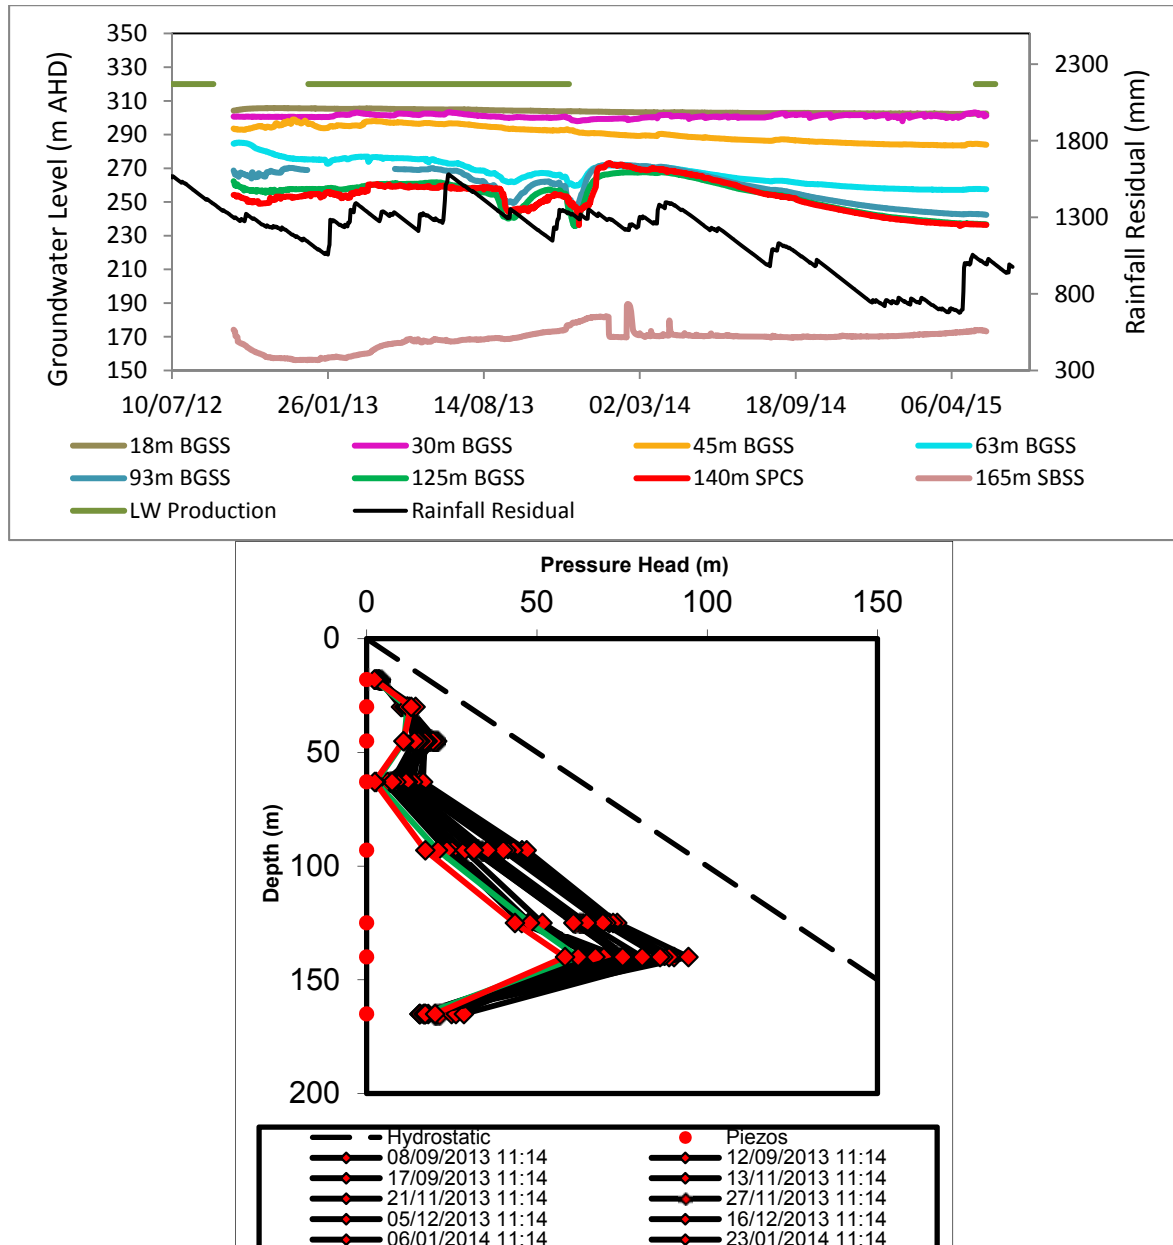 350
330
310
290
270
250
230
210
190
170
150
Groundwater Level (m AHD)
2300
1800
1300
800
300
Rainfall Residual (mm)
10/07/12 26/01/13 14/08/13 02/03/14 18/09/14 06/04/15
18m BGSS 30m BGSS 45m BGSS 63m BGSS
93m BGSS 125m BGSS 140m SPCS 165m SBSS
LW Production Rainfall Residual
Pressure Head (m)
0 50 100 150
0
50
100
150
200
Depth (m)
Hydrostatic Piezos
08/09/2013 11:14 12/09/2013 11:14
17/09/2013 11:14 13/11/2013 11:14
21/11/2013 11:14 27/11/2013 11:14
05/12/2013 11:14 16/12/2013 11:14
06/01/2014 11:14 23/01/2014 11:14